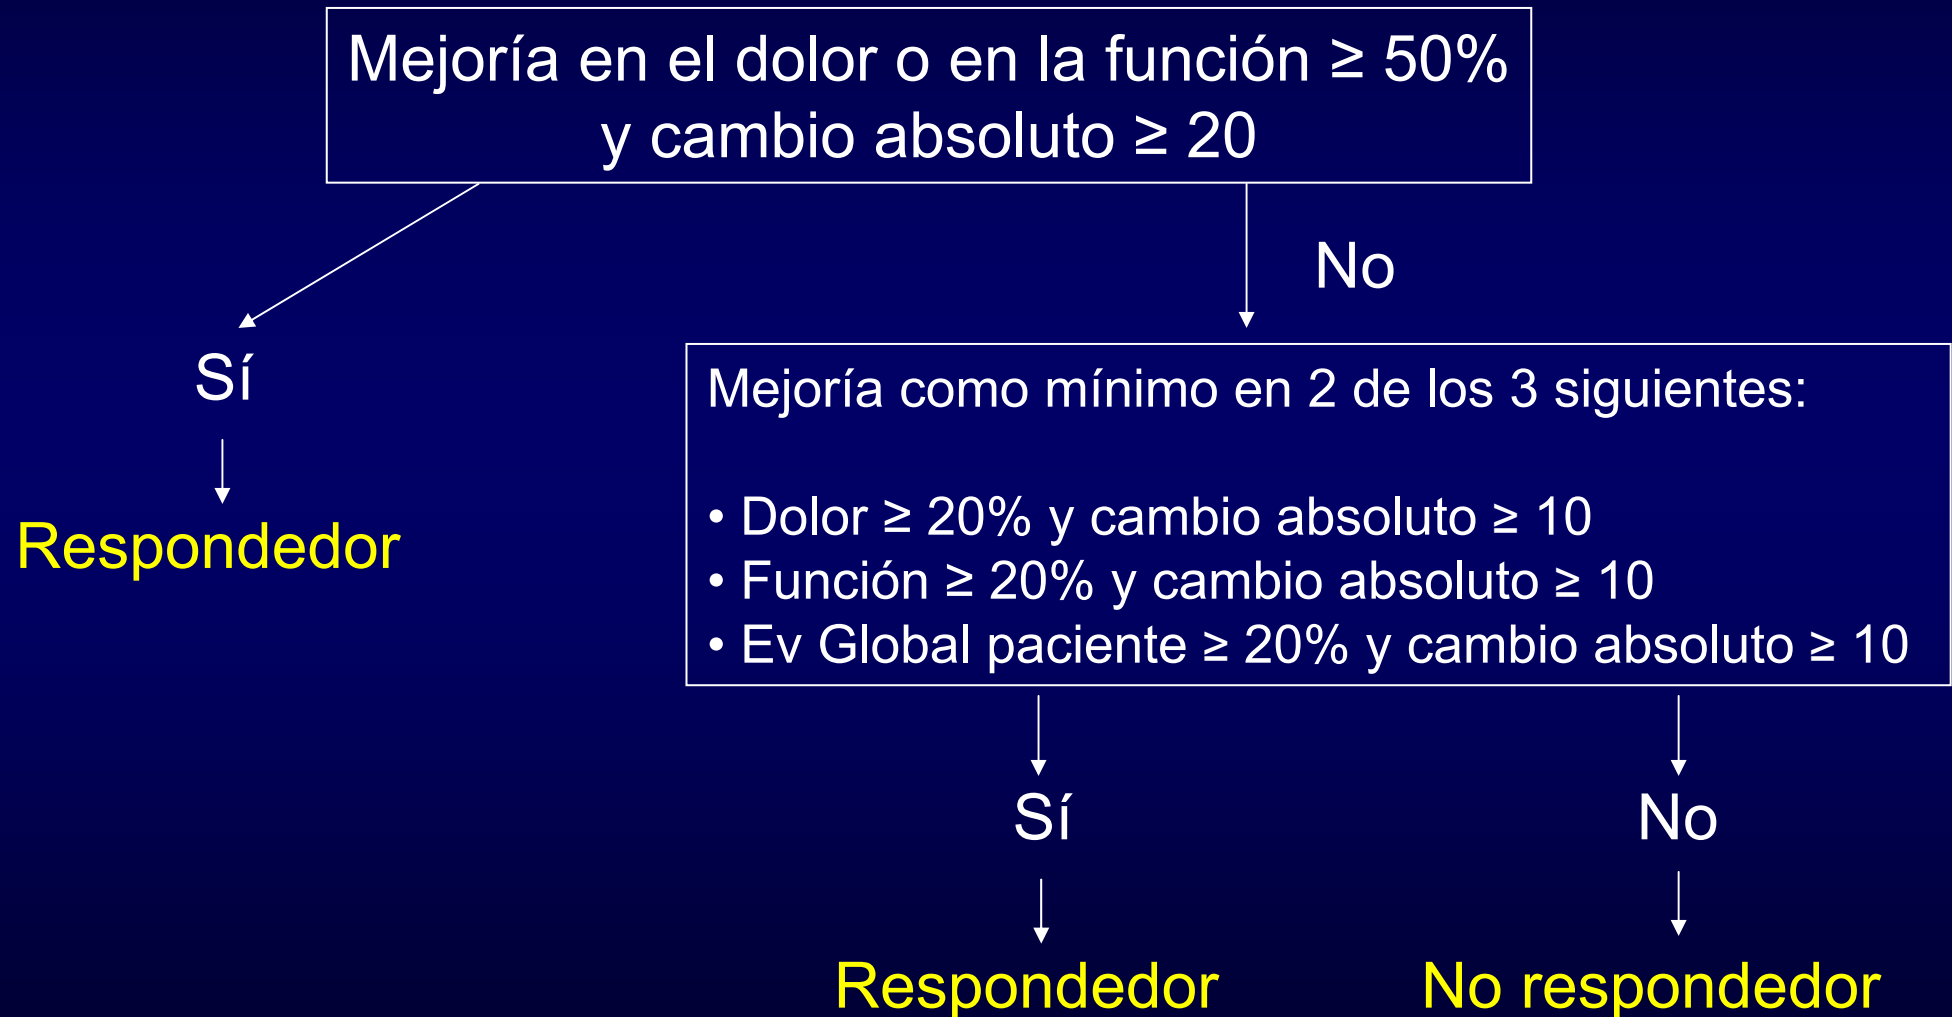 Mejoría en el dolor o en la función ≥ 50%
y cambio absoluto ≥ 20
No
Sí
Respondedor
Mejoría como mínimo en 2 de los 3 siguientes:
• Dolor ≥ 20% y cambio absoluto ≥ 10
• Función ≥ 20% y cambio absoluto ≥ 10
• Ev Global paciente ≥ 20% y cambio absoluto ≥ 10
Sí
No
Respondedor
No respondedor